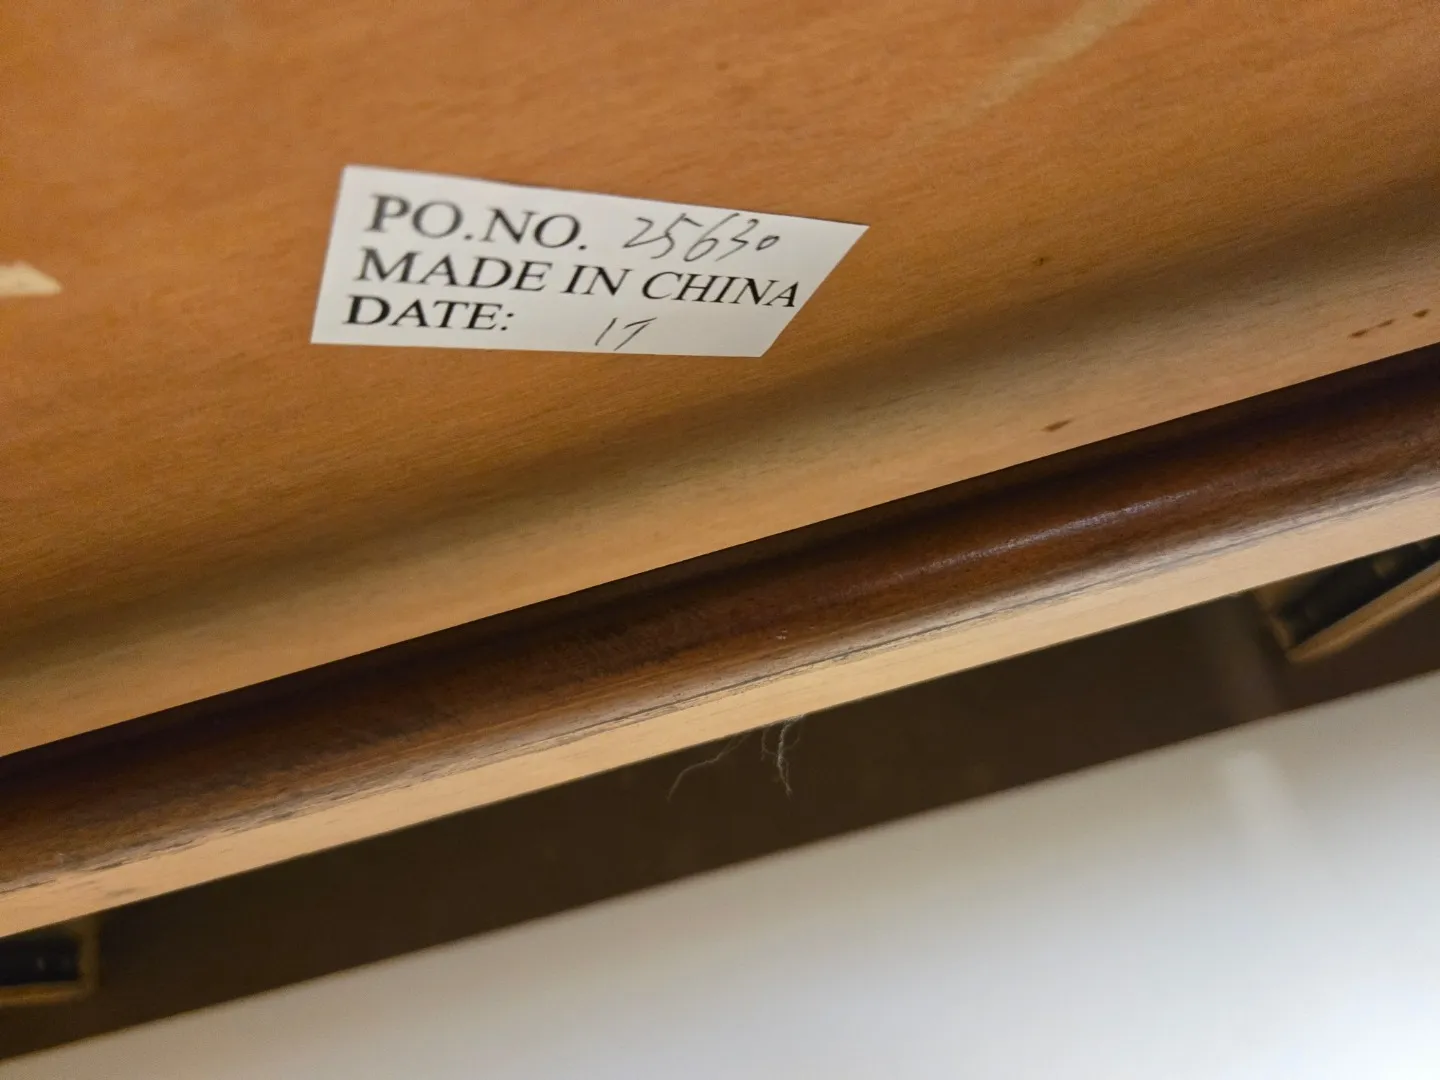 PO.NO. 25630
MADE IN CHINA
DATE: 17